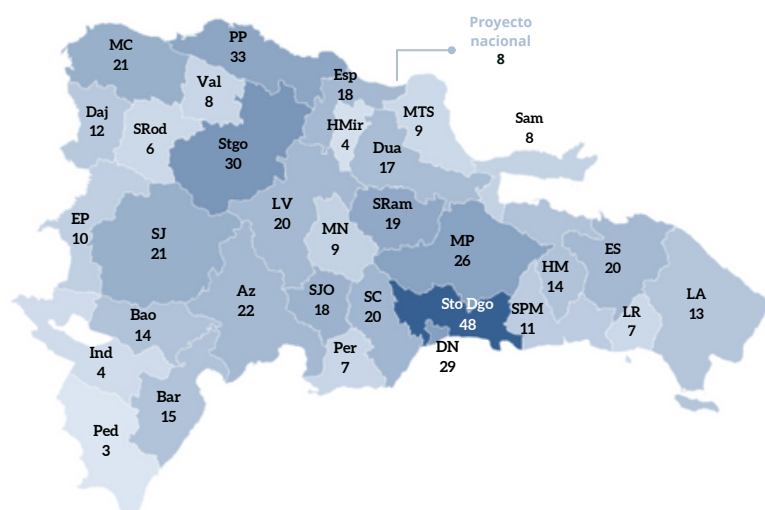 Proyecto
nacional
8
MC
21
PP
33
Val
8
Esp
18
Daj
12
SRod
6
Stgo
30
HMir
4
MTS
9
Sam
8
Dua
17
EP
10
SJ
21
LV
20
MN
9
SRam
19
MP
26
HM
14
ES
20
Az
22
SJO
18
SC
20
Sto Dgo
48
SPM
11
LR
7
LA
13
Bao
14
Ind
4
Per
7
DN
29
Bar
15
Ped
3